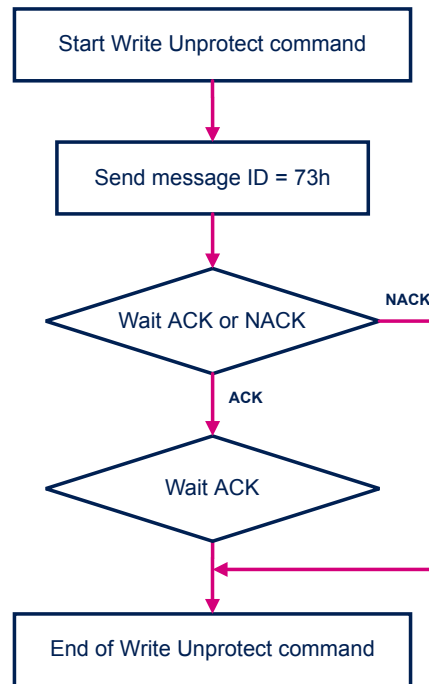 Start Write Unprotect command
Send message ID = 73h
Wait ACK or NACK
NACK
ACK
Wait ACK
End of Write Unprotect command